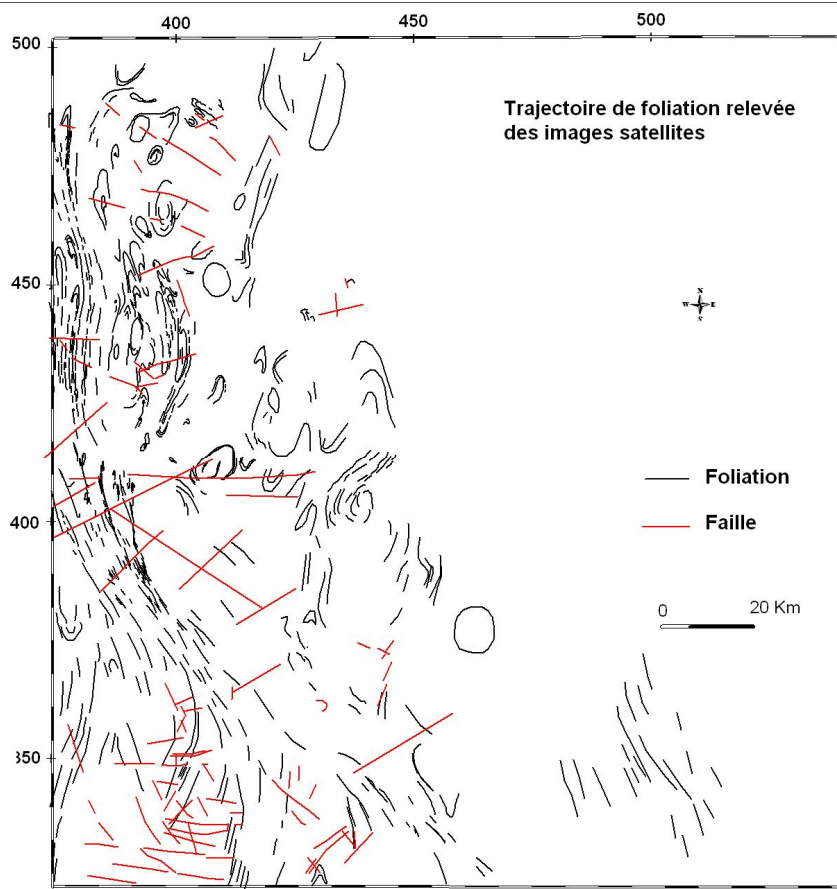 400 450 500
500
Trajectoire de foliation relevée
des images satellites
450
N
W E
S
Foliation
400
Faille
0 20 Km
350